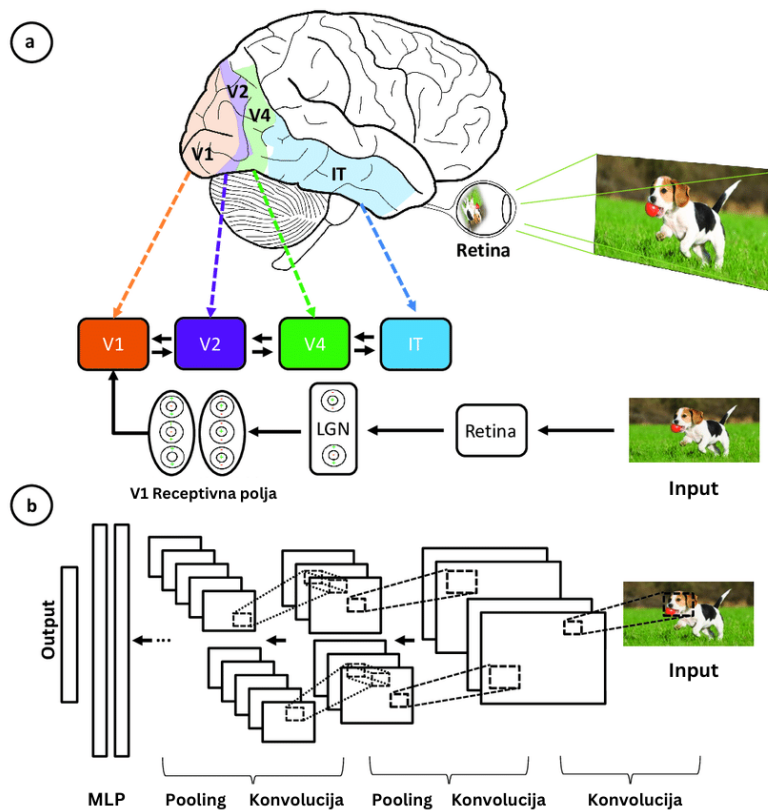 a
V2
V4
V1
IT
Retina
V1
V2
V4
IT
LGN
Retina
V1 Receptivna polja
Input
b
Output
Input
MLP
Pooling
Konvolucija
Pooling
Konvolucija
Konvolucija